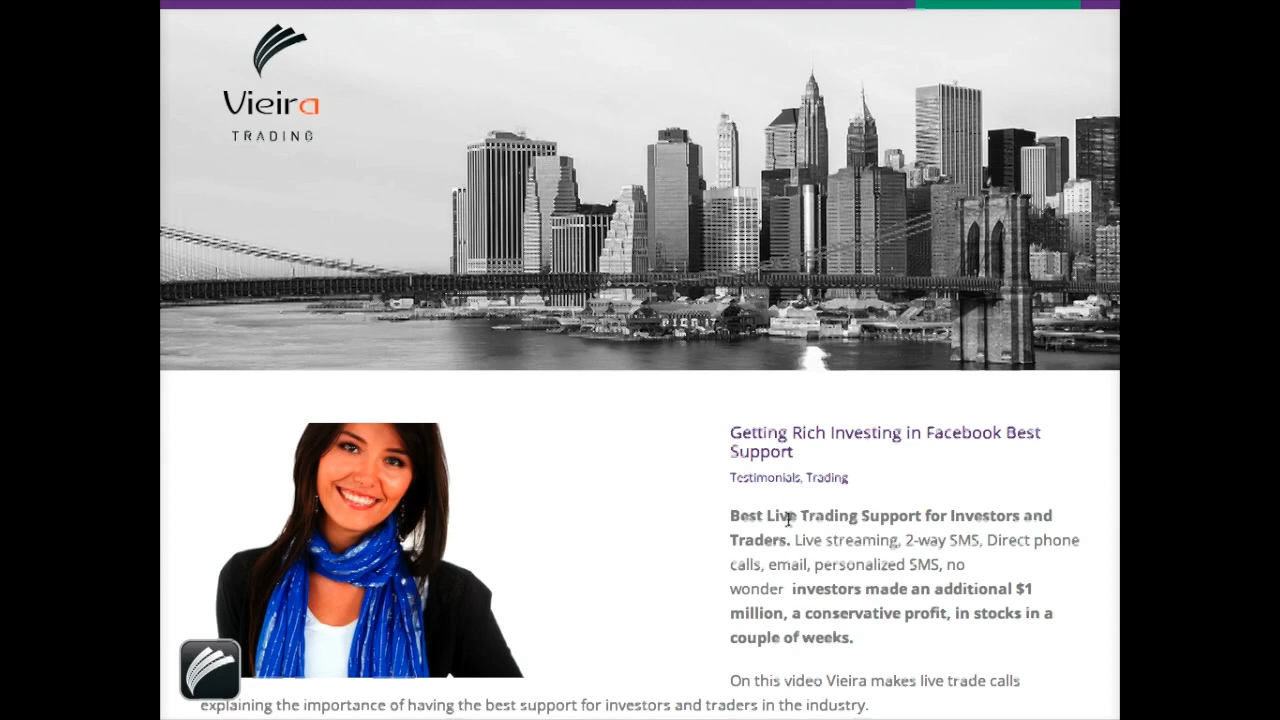 Vieira
TRADING
Getting Rich Investing in Facebook Best
Support
Testimonials, Trading
Best Live Trading Support for Investors and
Traders. Live streaming, 2-way SMS, Direct phone
calls, email, personalized SMS, no
wonder investors made an additional $1
million, a conservative profit, in stocks in a
couple of weeks.
On this video Vieira makes live trade calls
explaining the importance of having the best support for investors and traders in the industry.